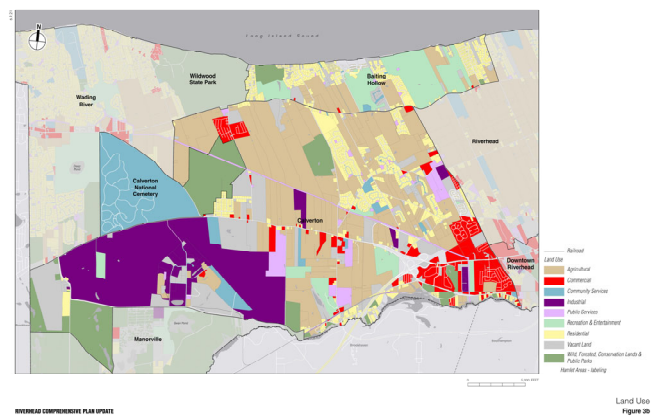 N
Long Island Sound
Wildwood
State Park
Baiting
Hollow
Wading
River
Riverhead
Calverton
National
Cemetery
Calverton
Downtown
Riverhead
Manorville
Railroad
Land Use
Agricultural
Commercial
Community Services
Industrial
Public Services
Recreation & Entertainment
Residential
Vacant Land
Wild, Forested, Conservation Lands &
Public Parks
Hamlet Areas - labeling
Land Use
RIVERHEAD COMPREHENSIVE PLAN UPDATE
Figure 3b